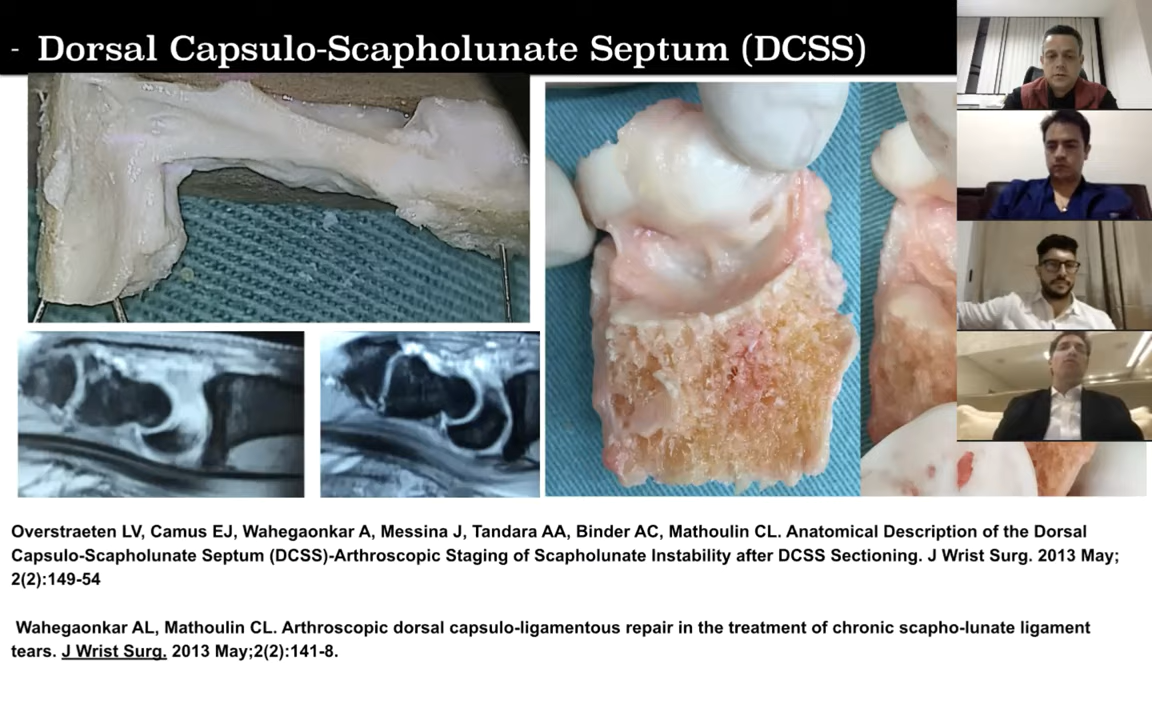 - Dorsal Capsulo-Scapholunate Septum (DCSS)
Overstraeten LV, Camus EJ, Wahegaonkar A, Messina J, Tandara AA, Binder AC, Mathoulin CL. Anatomical Description of the Dorsal
Capsulo-Scapholunate Septum (DCSS)-Arthroscopic Staging of Scapholunate Instability after DCSS Sectioning. J Wrist Surg. 2013 May;
2(2):149-54
Wahegaonkar AL, Mathoulin CL. Arthroscopic dorsal capsulo-ligamentous repair in the treatment of chronic scapho-lunate ligament
tears. J Wrist Surg. 2013 May;2(2):141-8.